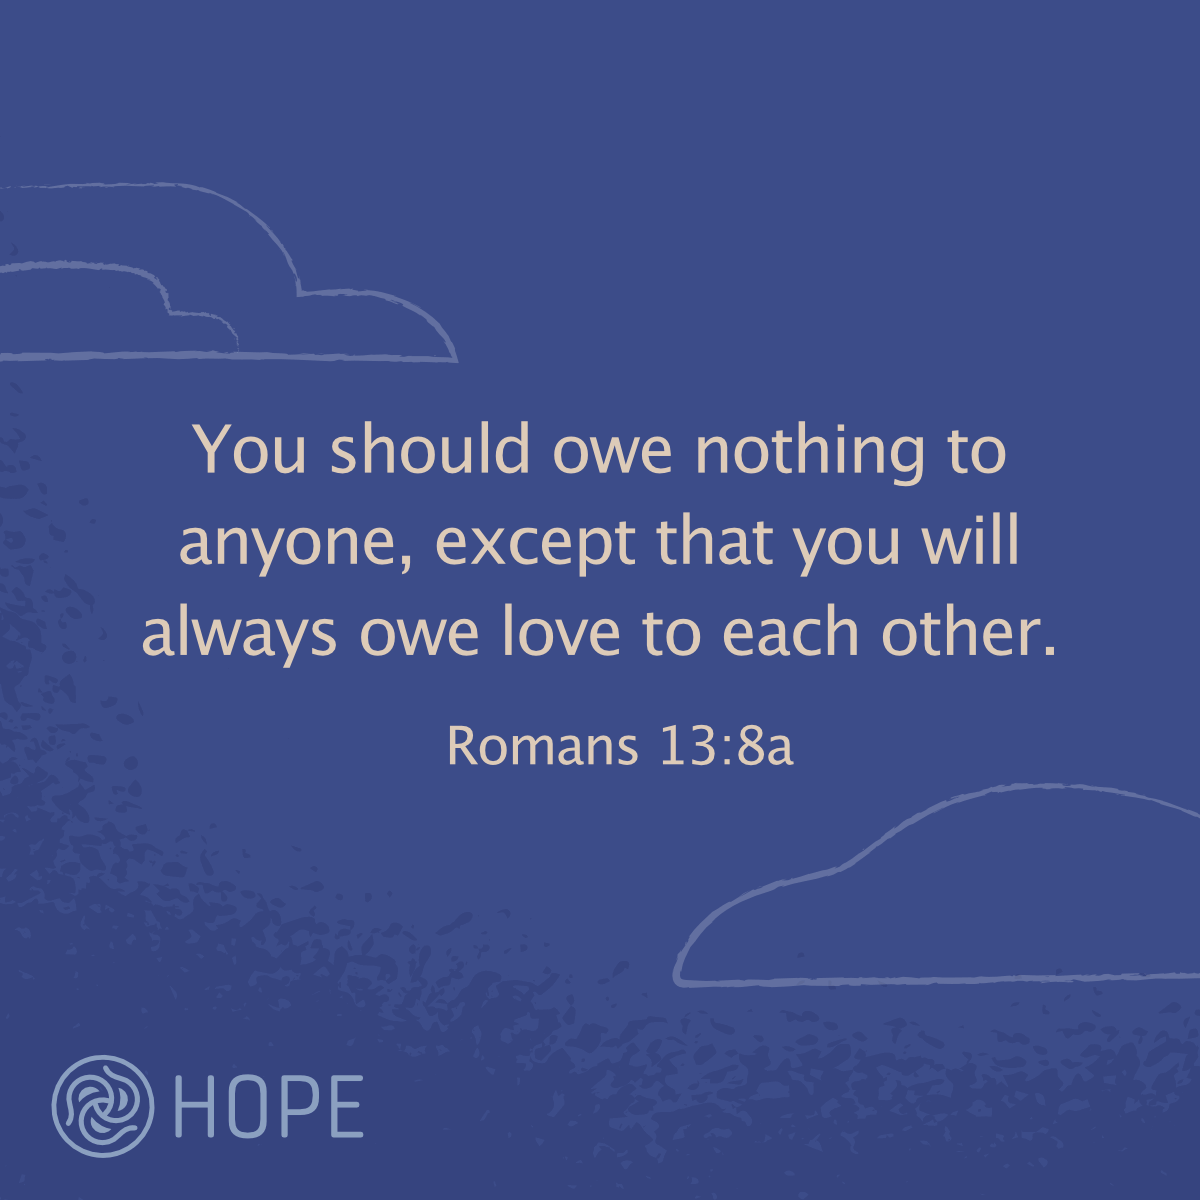 You should owe nothing to
anyone, except that you will
always owe love to each other.
Romans 13:8a
HOPE